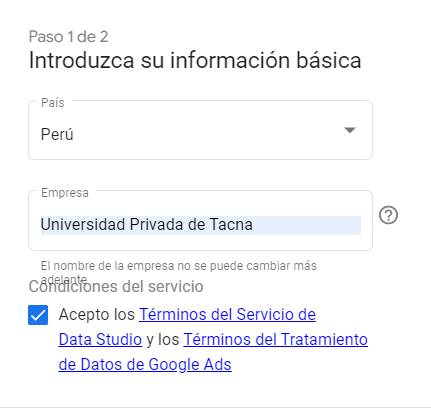 Paso 1 de 2
Introduzca su información básica
País
Perú
Empresa
Universidad Privada de Tacna
El nombre de la empresa no se puede cambiar más
adelante.
Condiciones del servicio
Acepto los Términos del Servicio de
Data Studio y los Términos del Tratamiento
de Datos de Google Ads